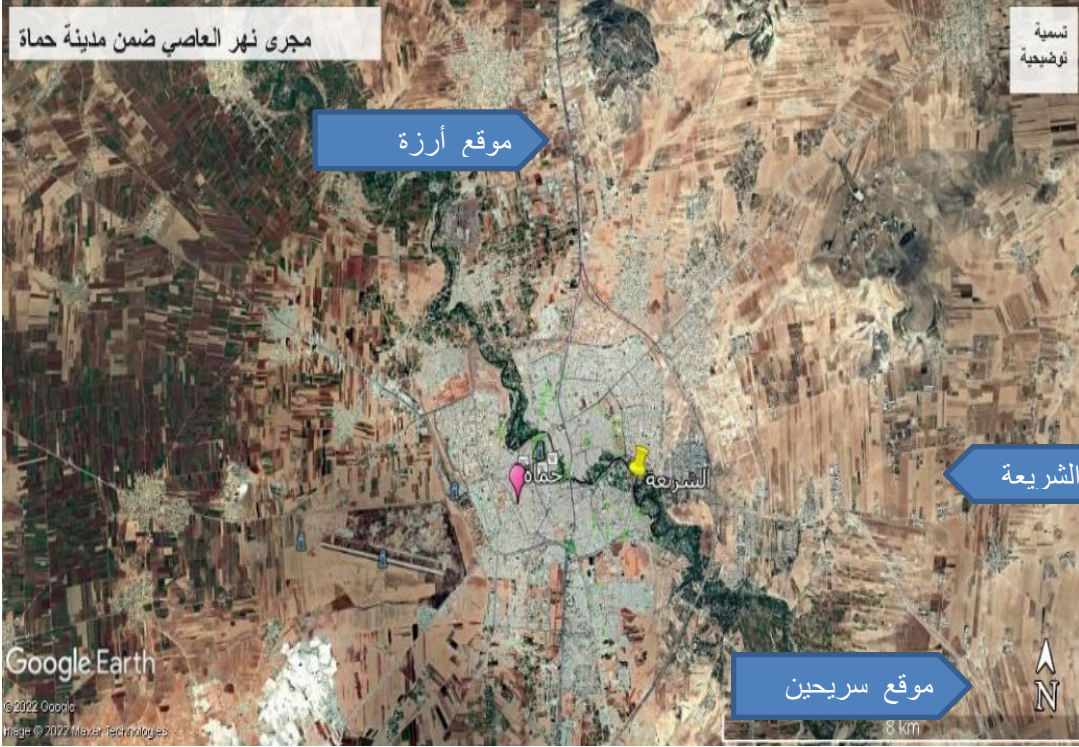 مجرى نهر العاصي ضمن مدينة حماة
تسمية
توضيحية
موقع أرزة
حماة
الشريعة
الشريعة
موقع سريحين
Google Earth
©2022 Google
Image © 2022 Maxar Technologies
8 km
N